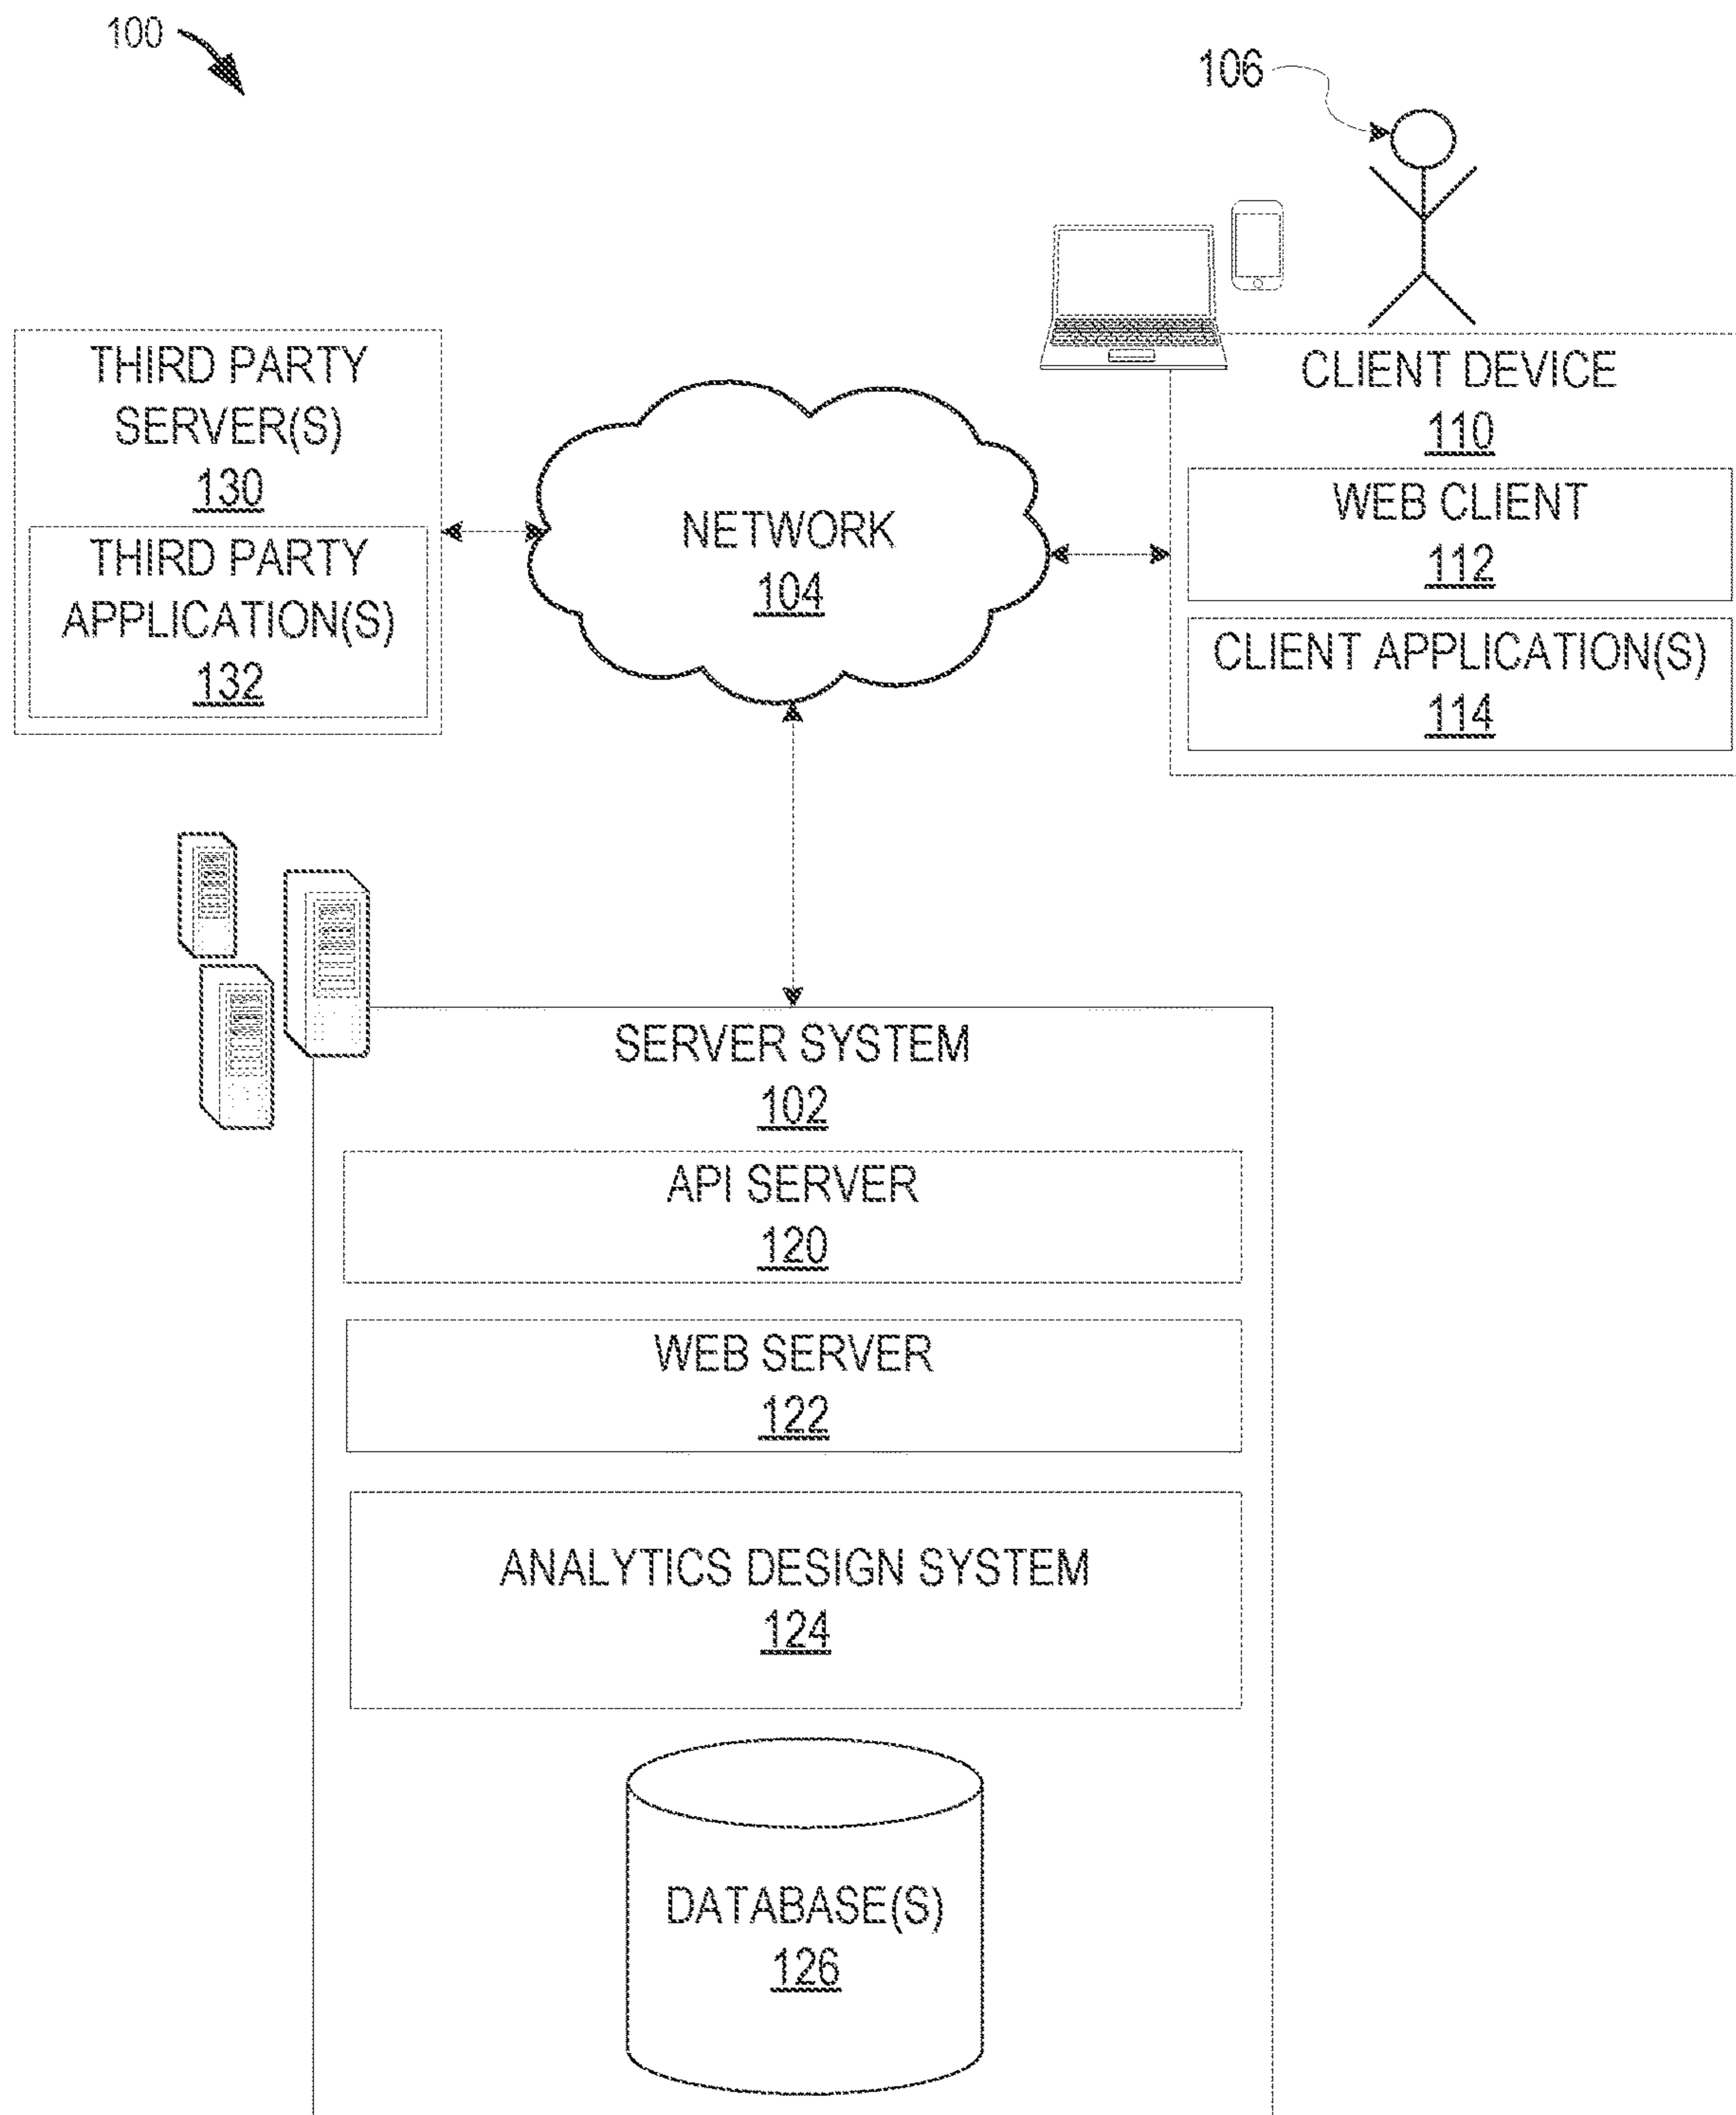 100
106
THIRD PARTY
SERVER(S)
130
THIRD PARTY
APPLICATION(S)
132
NETWORK
104
CLIENT DEVICE
110
WEB CLIENT
112
CLIENT APPLICATION(S)
114
SERVER SYSTEM
102
API SERVER
120
WEB SERVER
122
ANALYTICS DESIGN SYSTEM
124
DATABASE(S)
126